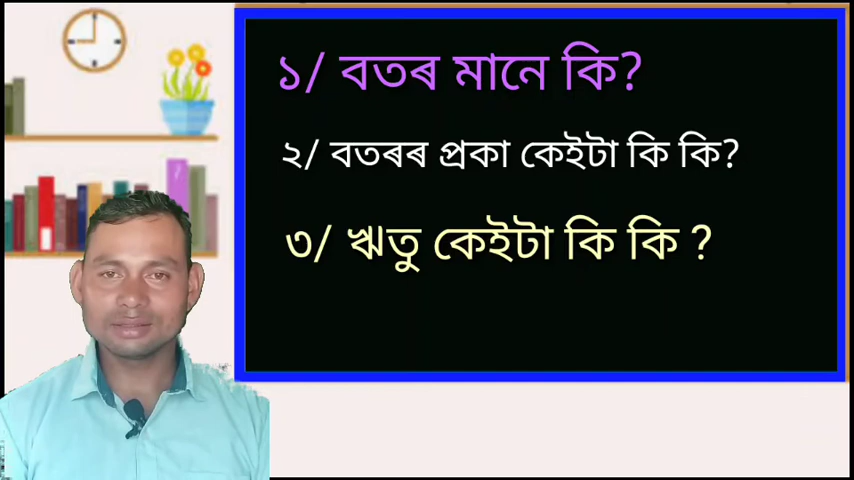 ১/ বতৰ মানে কি?
২/ বতৰৰ প্ৰকা কেইটা কি কি?
৩/ ঋতু কেইটা কি কি ?